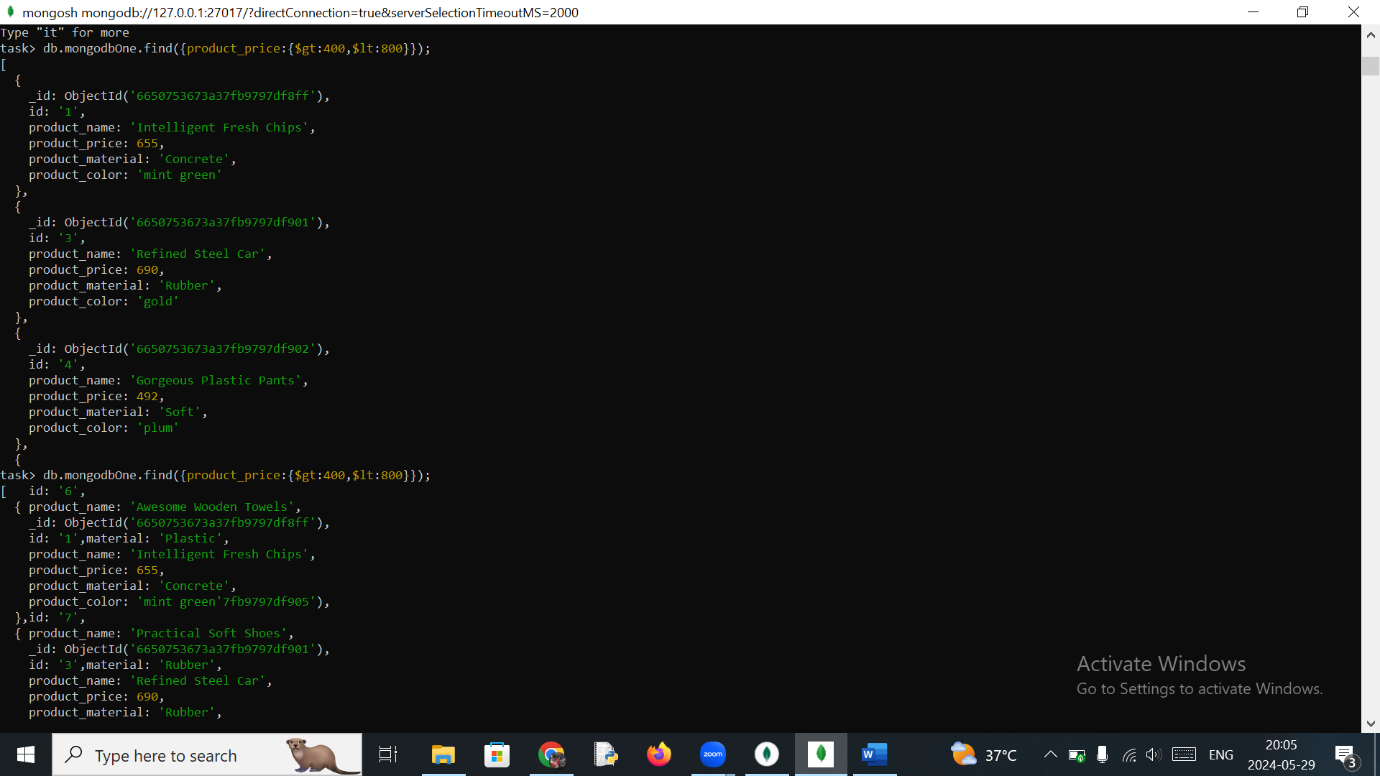 mongosh mongodb://127.0.0.1:27017/?directConnection=true&serverSelectionTimeoutMS=2000
Type "it" for more
task> db.mongodbOne.find({product_price:{$gt:400,$lt:800}});
[
  {
    _id: ObjectId('6650753673a37fb9797df8ff'),
    id: '1',
    product_name: 'Intelligent Fresh Chips',
    product_price: 655,
    product_material: 'Concrete',
    product_color: 'mint green'
  },
  {
    _id: ObjectId('6650753673a37fb9797df901'),
    id: '3',
    product_name: 'Refined Steel Car',
    product_price: 690,
    product_material: 'Rubber',
    product_color: 'gold'
  },
  {
    _id: ObjectId('6650753673a37fb9797df902'),
    id: '4',
    product_name: 'Gorgeous Plastic Pants',
    product_price: 492,
    product_material: 'Soft',
    product_color: 'plum'
  },
  {
task> db.mongodbOne.find({product_price:{$gt:400,$lt:800}});
[   id: '6',
  { product_name: 'Awesome Wooden Towels',
    _id: ObjectId('6650753673a37fb9797df8ff'),
    id: '1',material: 'Plastic',
    product_name: 'Intelligent Fresh Chips',
    product_price: 655,
    product_material: 'Concrete',
    product_color: 'mint green'7fb9797df905'),
  },id: '7',
  { product_name: 'Practical Soft Shoes',
    _id: ObjectId('6650753673a37fb9797df901'),
    id: '3',material: 'Rubber',
    product_name: 'Refined Steel Car',
    product_price: 690,
    product_material: 'Rubber',
Activate Windows
Go to Settings to activate Windows.
Type here to search
zoom
W
37°C
ENG
20:05
2024-05-29
3